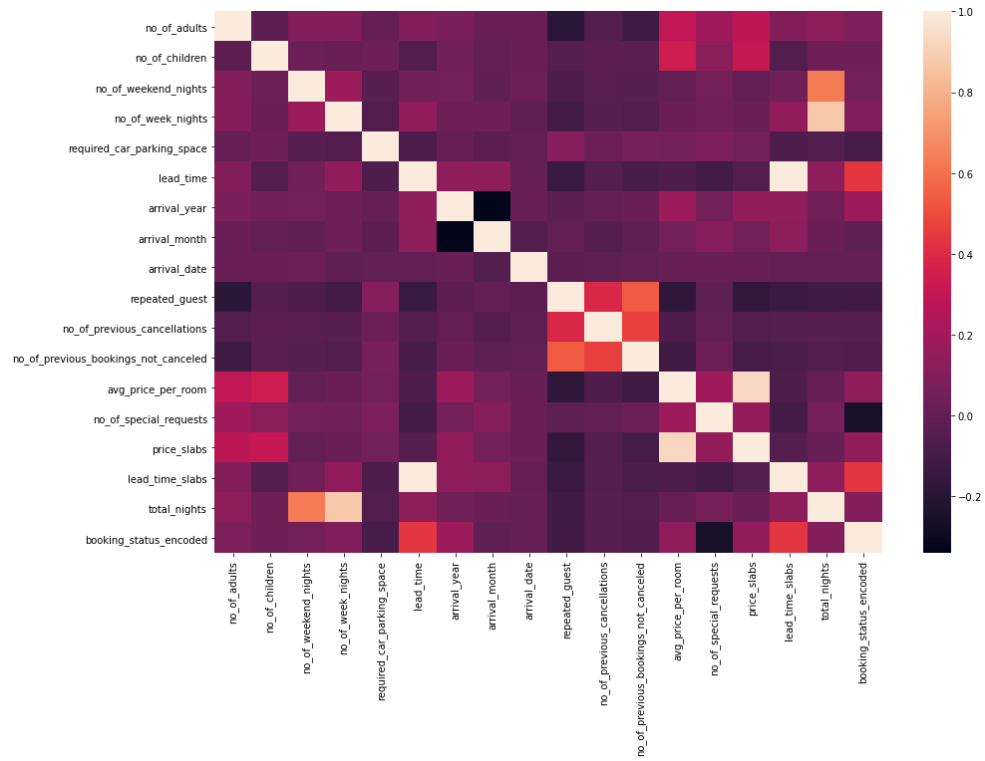 no_of_adults
no_of_children
no_of_weekend_nights
no_of_week_nights
required_car_parking_space
lead_time
arrival_year
arrival_month
arrival_date
repeated_guest
no_of_previous_cancellations
no_of_previous_bookings_not_canceled
avg_price_per_room
no_of_special_requests
price_slabs
lead_time_slabs
total_nights
booking_status_encoded
no_of_adults
no_of_children
no_of_weekend_nights
no_of_week_nights
required_car_parking_space
lead_time
arrival_year
arrival_month
arrival_date
repeated_guest
no_of_previous_cancellations
no_of_previous_bookings_not_canceled
avg_price_per_room
no_of_special_requests
price_slabs
lead_time_slabs
total_nights
booking_status_encoded
1.0
0.8
0.6
0.4
0.2
0.0
−0.2